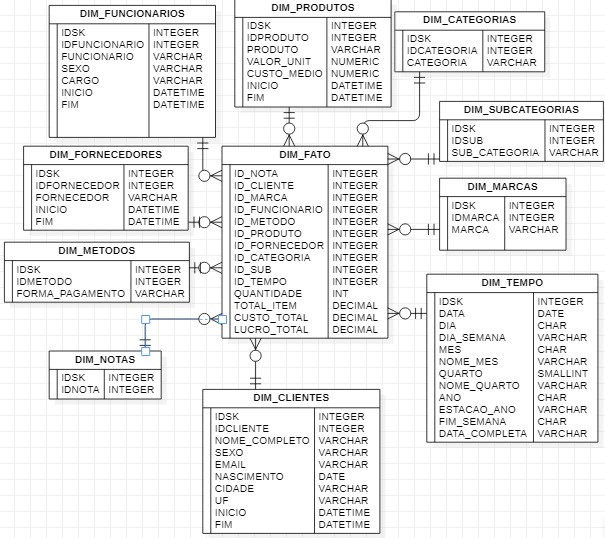 DIM_FUNCIONARIOS
IDSK INTEGER
IDFUNCIONARIO INTEGER
FUNCIONARIO VARCHAR
SEXO VARCHAR
CARGO VARCHAR
INICIO DATETIME
FIM DATETIME
DIM_PRODUTOS
IDSK INTEGER
IDPRODUTO INTEGER
PRODUTO VARCHAR
VALOR_UNIT NUMERIC
CUSTO_MEDIO NUMERIC
INICIO DATETIME
FIM DATETIME
DIM_CATEGORIAS
IDSK INTEGER
IDCATEGORIA INTEGER
CATEGORIA VARCHAR
DIM_SUBCATEGORIAS
IDSK INTEGER
IDSUB INTEGER
SUB_CATEGORIA VARCHAR
DIM_FORNECEDORES
IDSK INTEGER
IDFORNECEDOR INTEGER
FORNECEDOR VARCHAR
INICIO DATETIME
FIM DATETIME
DIM_FATO
ID_NOTA INTEGER
ID_CLIENTE INTEGER
ID_MARCA INTEGER
ID_FUNCIONARIO INTEGER
ID_METODO INTEGER
ID_PRODUTO INTEGER
ID_FORNECEDOR INTEGER
ID_CATEGORIA INTEGER
ID_SUB INTEGER
ID_TEMPO INTEGER
QUANTIDADE INT
TOTAL_ITEM DECIMAL
CUSTO_TOTAL DECIMAL
LUCRO_TOTAL DECIMAL
DIM_MARCAS
IDSK INTEGER
IDMARCA INTEGER
MARCA VARCHAR
DIM_METODOS
IDSK INTEGER
IDMETODO INTEGER
FORMA_PAGAMENTO VARCHAR
DIM_TEMPO
IDSK INTEGER
DATA DATE
DIA CHAR
DIA_SEMANA VARCHAR
MES CHAR
NOME_MES VARCHAR
QUARTO SMALLINT
NOME_QUARTO VARCHAR
ANO CHAR
ESTACAO_ANO VARCHAR
FIM_SEMANA CHAR
DATA_COMPLETA VARCHAR
DIM_NOTAS
IDSK INTEGER
IDNOTA INTEGER
DIM_CLIENTES
IDSK INTEGER
IDCLIENTE INTEGER
NOME_COMPLETO VARCHAR
SEXO VARCHAR
EMAIL VARCHAR
NASCIMENTO DATE
CIDADE VARCHAR
UF VARCHAR
INICIO DATETIME
FIM DATETIME